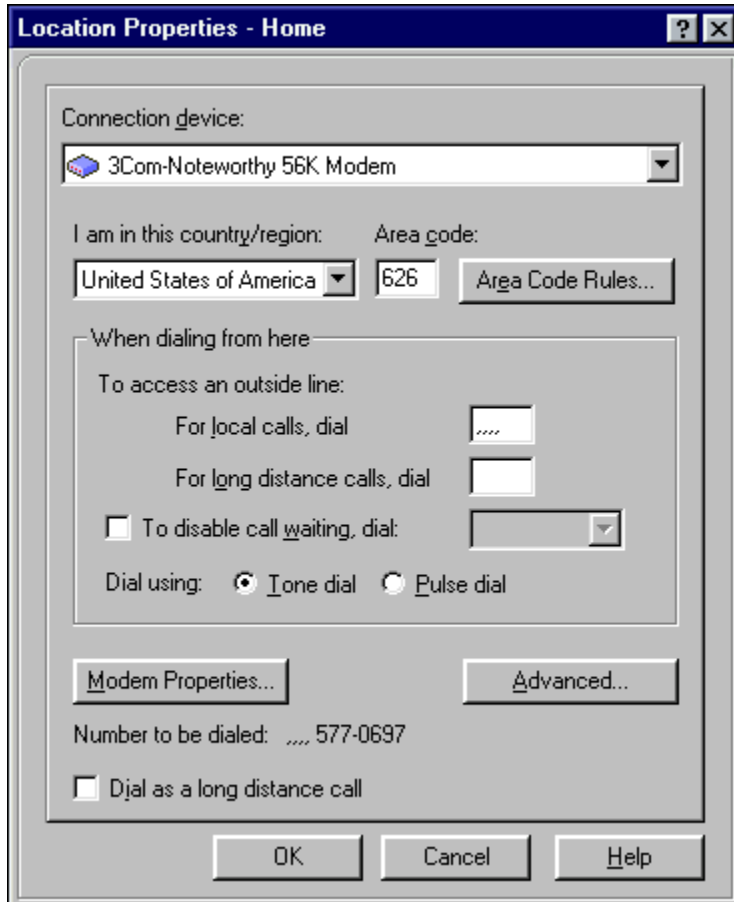 Location Properties - Home
Connection device:
3Com-Noteworthy 56K Modem
I am in this country/region: Area code:
United States of America 626 Area Code Rules...
When dialing from here
To access an outside line:
For local calls, dial ,,,,
For long distance calls, dial
To disable call waiting, dial:
Dial using: Tone dial Pulse dial
Modem Properties... Advanced...
Number to be dialed: ,,,, 577-0697
Dial as a long distance call
OK Cancel Help